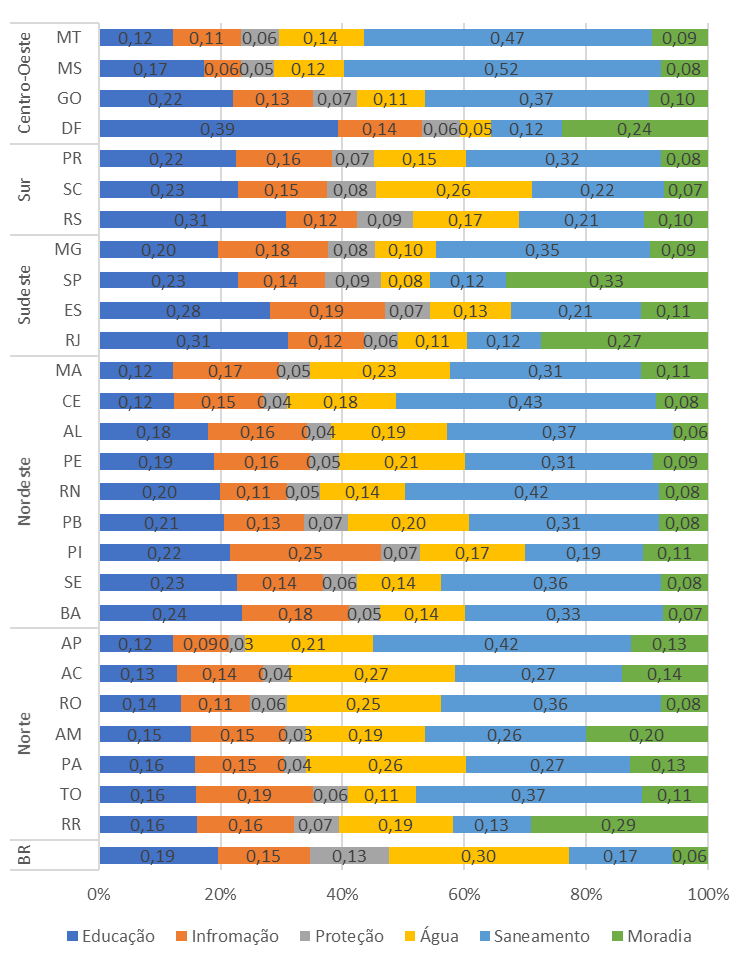 Centro-Oeste
MT 0,12 0,11 0,06 0,14 0,47 0,09
MS 0,17 0,06 0,05 0,12 0,52 0,08
GO 0,22 0,13 0,07 0,11 0,37 0,10
DF 0,39 0,14 0,06 0,05 0,12 0,24
Sur
PR 0,22 0,16 0,07 0,15 0,32 0,08
SC 0,23 0,15 0,08 0,26 0,22 0,07
RS 0,31 0,12 0,09 0,17 0,21 0,10
Sudeste
MG 0,20 0,18 0,08 0,10 0,35 0,09
SP 0,23 0,14 0,09 0,08 0,12 0,33
ES 0,28 0,19 0,07 0,13 0,21 0,11
RJ 0,31 0,12 0,06 0,11 0,12 0,27
Nordeste
MA 0,12 0,17 0,05 0,23 0,31 0,11
CE 0,12 0,15 0,04 0,18 0,43 0,08
AL 0,18 0,16 0,04 0,19 0,37 0,06
PE 0,19 0,16 0,05 0,21 0,31 0,09
RN 0,20 0,11 0,05 0,14 0,42 0,08
PB 0,21 0,13 0,07 0,20 0,31 0,08
PI 0,22 0,25 0,07 0,17 0,19 0,11
SE 0,23 0,14 0,06 0,14 0,36 0,08
BA 0,24 0,18 0,05 0,14 0,33 0,07
Norte
AP 0,12 0,09 0,03 0,21 0,42 0,13
AC 0,13 0,14 0,04 0,27 0,27 0,14
RO 0,14 0,11 0,06 0,25 0,36 0,08
AM 0,15 0,15 0,03 0,19 0,26 0,20
PA 0,16 0,15 0,04 0,26 0,27 0,13
TO 0,16 0,19 0,06 0,11 0,37 0,11
RR 0,16 0,16 0,07 0,19 0,13 0,29
BR
0,19 0,15 0,13 0,30 0,17 0,06
0% 20% 40% 60% 80% 100%
Educação Infromação Proteção Água Saneamento Moradia